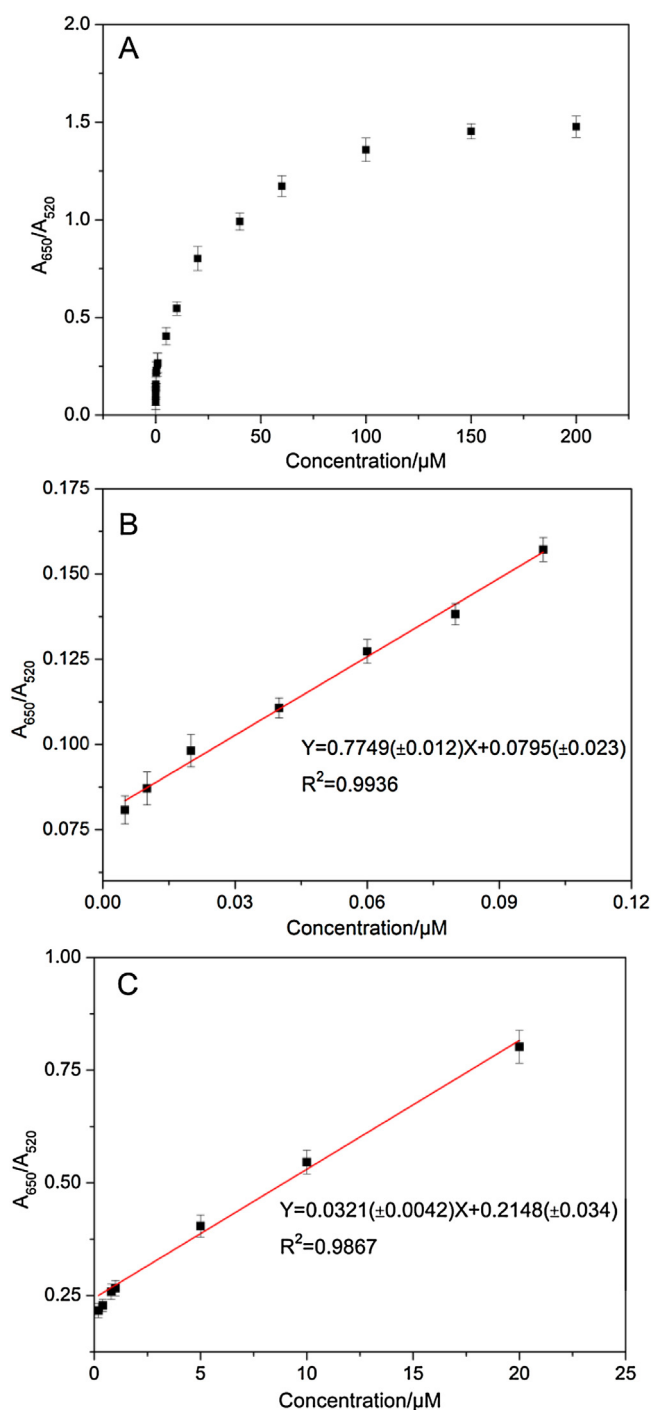 A
2.0
1.5
1.0
0.5
0.0
A650/A520
0 50 100 150 200
Concentration/µM
B
0.175
0.150
0.125
0.100
0.075
A650/A520
Y=0.7749(±0.012)X+0.0795(±0.023)
R²=0.9936
0.00 0.03 0.06 0.09 0.12
Concentration/µM
C
1.00
0.75
0.50
0.25
A650/A520
Y=0.0321(±0.0042)X+0.2148(±0.034)
R²=0.9867
0 5 10 15 20 25
Concentration/µM